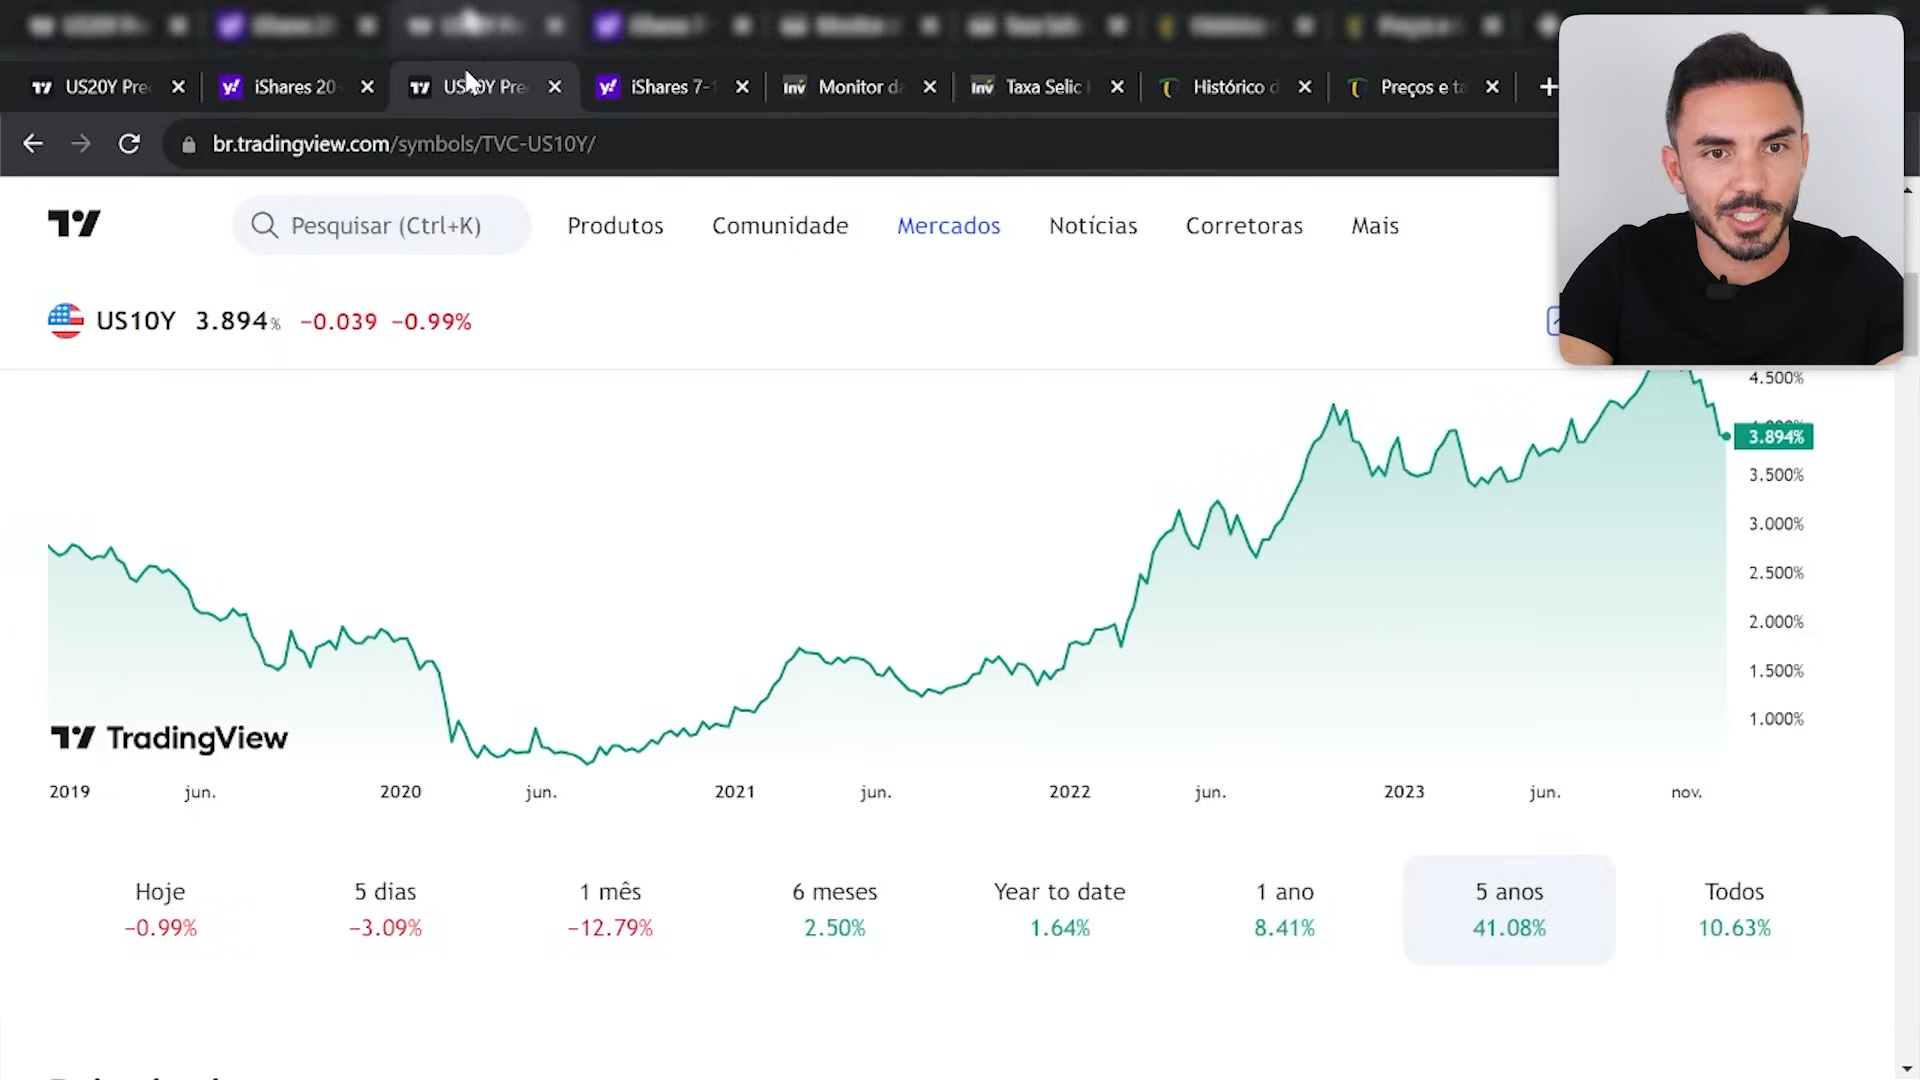 US20Y Pre
iShares 20-
US10Y Pre
iShares 7-1
Monitor da
Taxa Selic
Histórico d
Preços e ta
br.tradingview.com/symbols/TVC-US10Y/
Pesquisar (Ctrl+K)
Produtos
Comunidade
Mercados
Notícias
Corretoras
Mais
US10Y 3.894% −0.039 −0.99%
4.500%
3.894%
3.500%
3.000%
2.500%
2.000%
1.500%
1.000%
TradingView
2019 jun. 2020 jun. 2021 jun. 2022 jun. 2023 jun. nov.
Hoje 5 dias 1 mês 6 meses Year to date 1 ano 5 anos Todos
−0.99% −3.09% −12.79% 2.50% 1.64% 8.41% 41.08% 10.63%